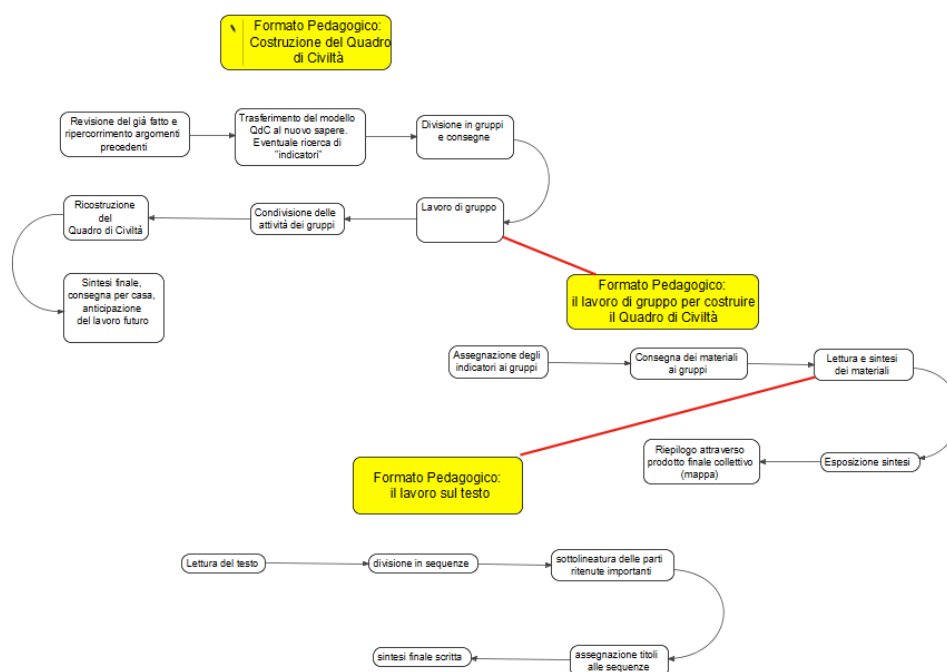 Formato Pedagogico:
Costruzione del Quadro
di Civiltà
Revisione del già fatto e
ripercorrimento argomenti
precedenti
Trasferimento del modello
QdC al nuovo sapere.
Eventuale ricerca di
"indicatori"
Divisione in gruppi
e consegne
Ricostruzione
del
Quadro di Civiltà
Condivisione delle
attività dei gruppi
Lavoro di gruppo
Sintesi finale,
consegna per casa,
anticipazione
del lavoro futuro
Formato Pedagogico:
il lavoro di gruppo per costruire
il Quadro di Civiltà
Assegnazione degli
indicatori ai gruppi
Consegna dei materiali
ai gruppi
Lettura e sintesi
dei materiali
Riepilogo attraverso
prodotto finale collettivo
(mappa)
Esposizione sintesi
Formato Pedagogico:
il lavoro sul testo
Lettura del testo
divisione in sequenze
sottolineatura delle parti
ritenute importanti
sintesi finale scritta
assegnazione titoli
alle sequenze